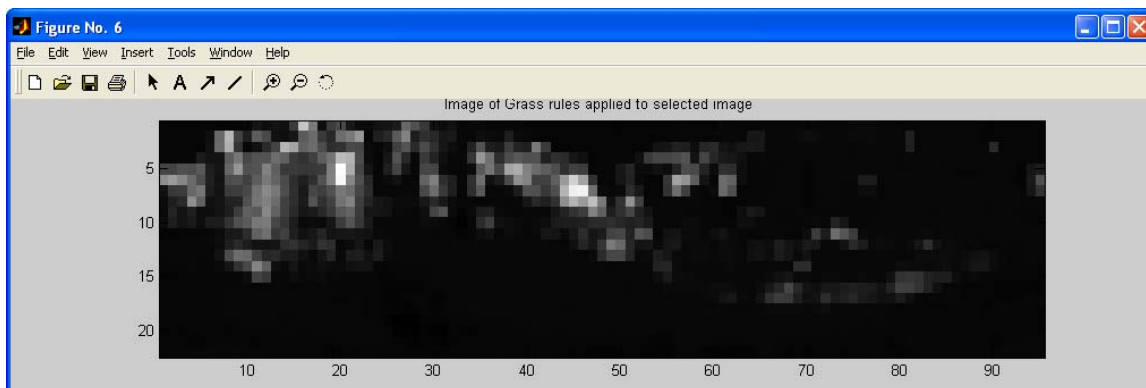 Figure No. 6
File Edit View Insert Tools Window Help
A
Image of Grass rules applied to selected image
5
10
15
20
10 20 30 40 50 60 70 80 90